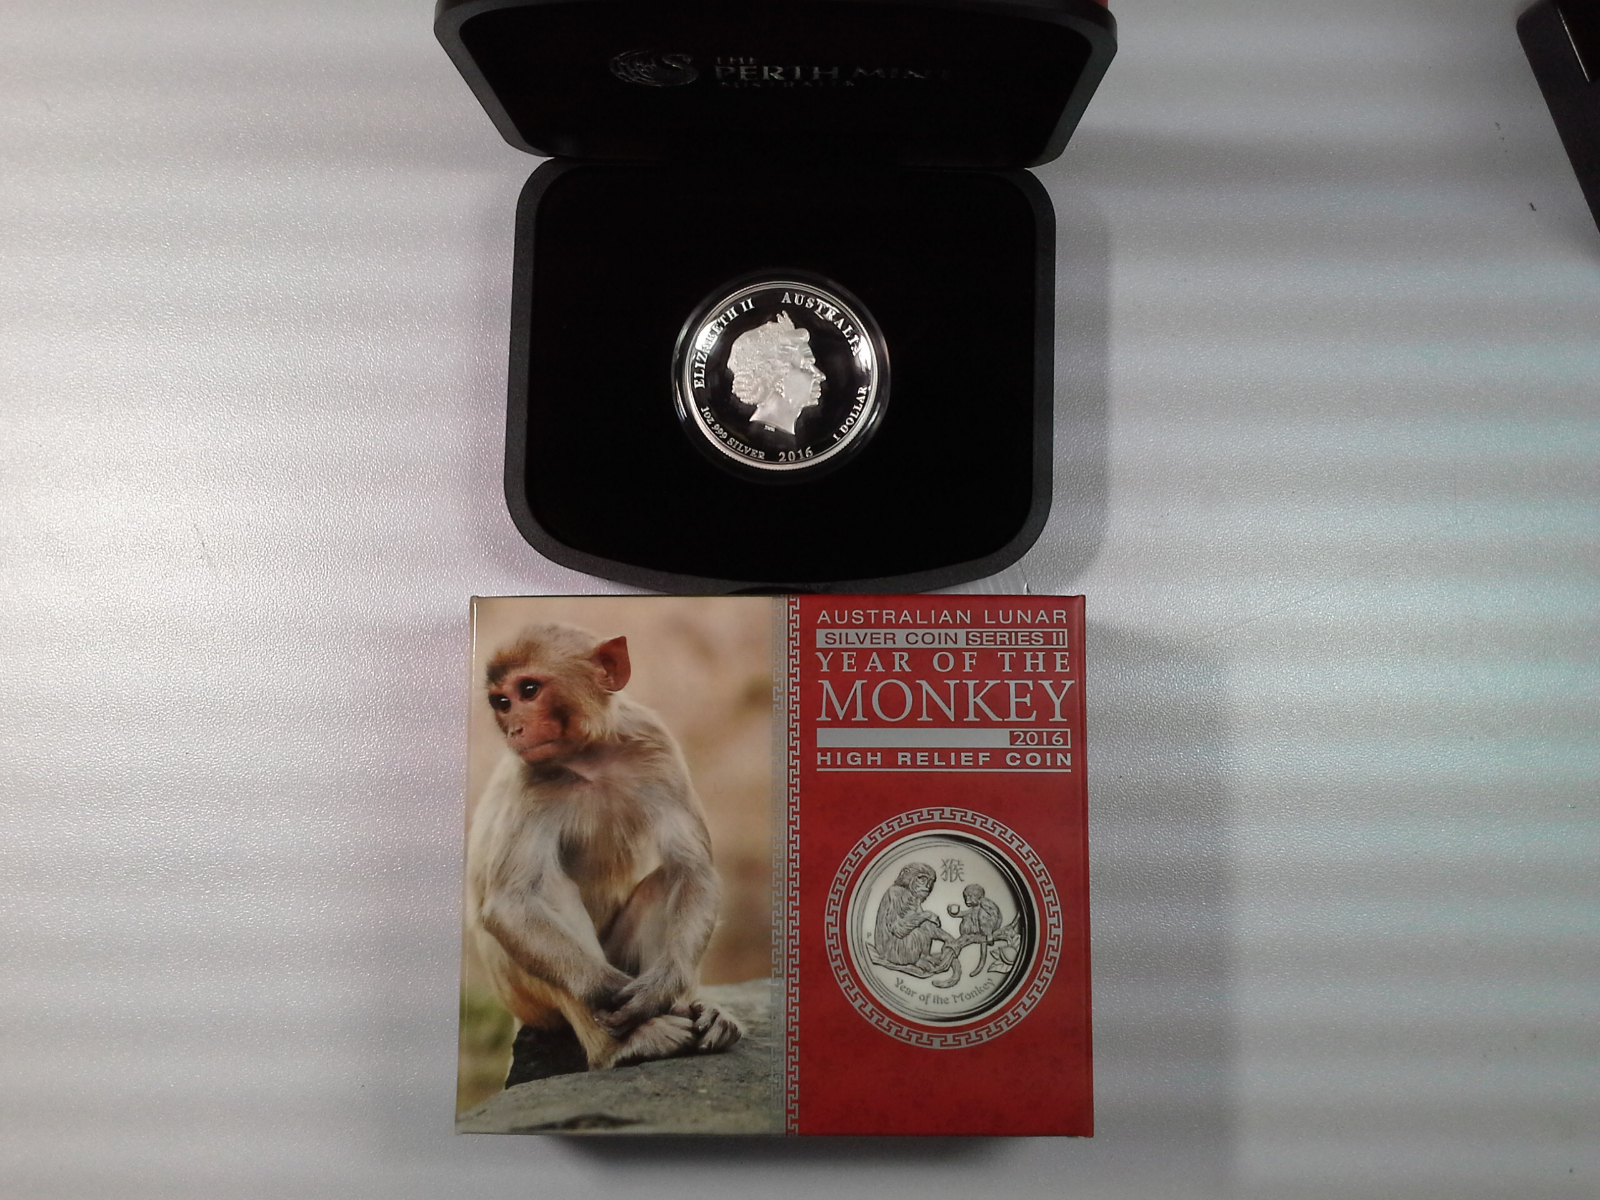 THE
PERTH MINT
AUSTRALIA
ELIZABETH II AUSTRALIA
1OZ 999 SILVER 2016 1 DOLLAR
AUSTRALIAN LUNAR
SILVER COIN SERIES II
YEAR OF THE
MONKEY
2016
HIGH RELIEF COIN
猴
P
Year of the Monkey